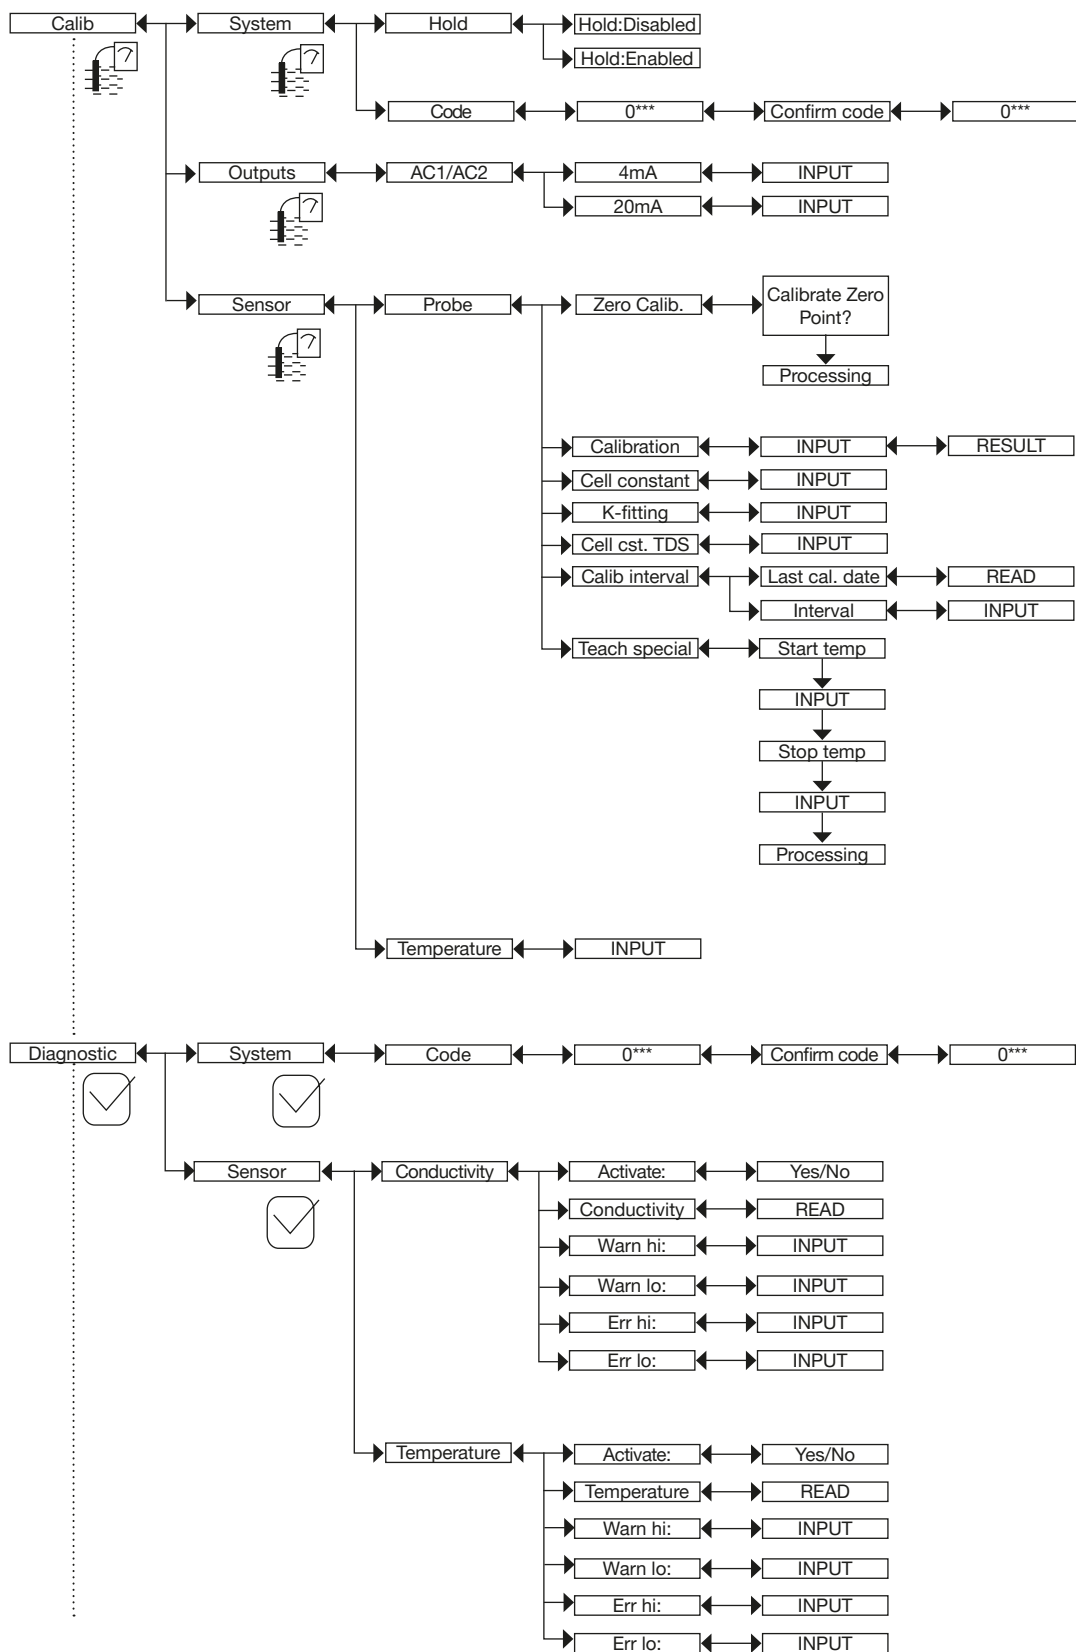 Calib System Hold Hold:Disabled
Hold:Enabled
Code 0*** Confirm code 0***
Outputs AC1/AC2 4mA INPUT
20mA INPUT
Sensor Probe Zero Calib. Calibrate Zero
Point?
Processing
Calibration INPUT RESULT
Cell constant INPUT
K-fitting INPUT
Cell cst. TDS INPUT
Calib interval Last cal. date READ
Interval INPUT
Teach special Start temp
INPUT
Stop temp
INPUT
Processing
Temperature INPUT
Diagnostic System Code 0*** Confirm code 0***
Sensor Conductivity Activate: Yes/No
Conductivity READ
Warn hi: INPUT
Warn lo: INPUT
Err hi: INPUT
Err lo: INPUT
Temperature Activate: Yes/No
Temperature READ
Warn hi: INPUT
Warn lo: INPUT
Err hi: INPUT
Err lo: INPUT